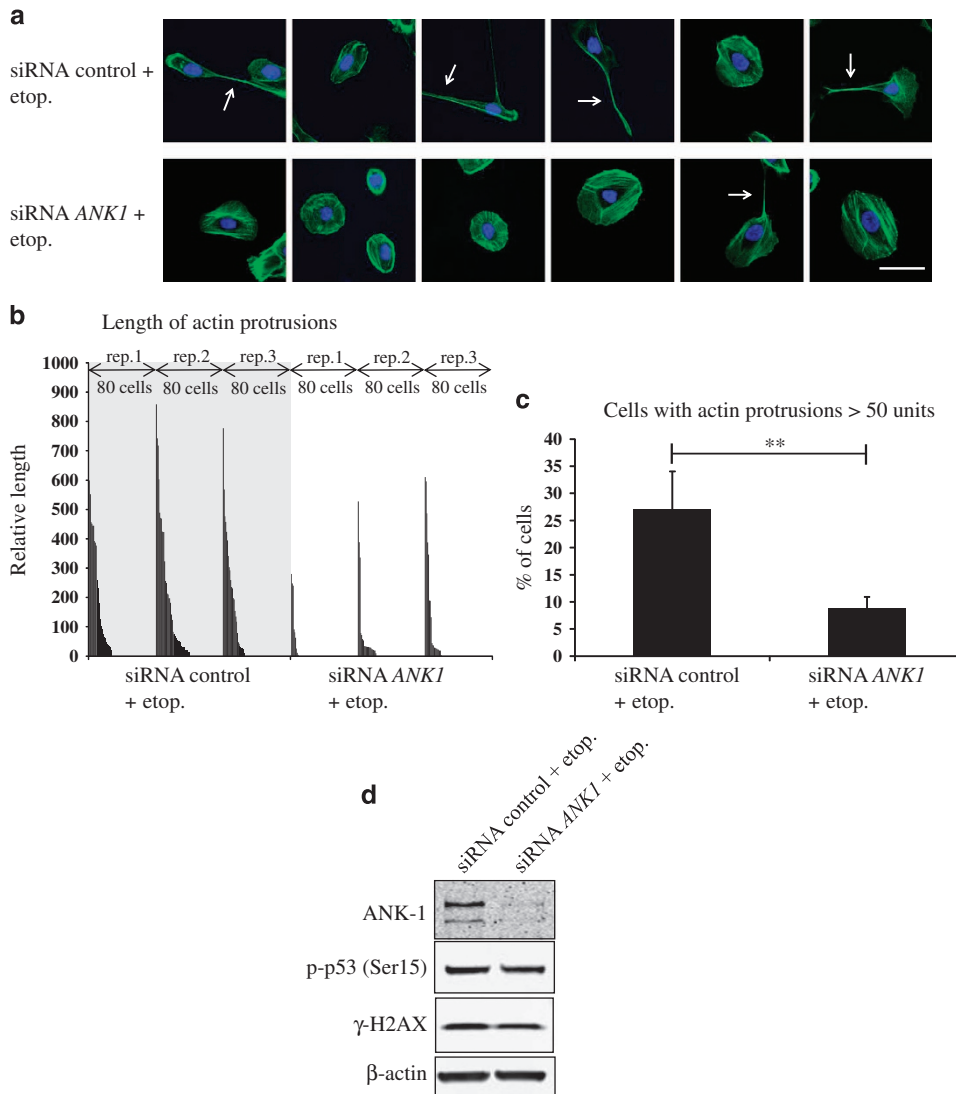 a
siRNA control +
etop.
siRNA ANK1 +
etop.
b
Length of actin protrusions
1000
900
800
700
600
500
400
300
200
100
0
Relative length
rep.1
rep.2
rep.3
rep.1
rep.2
rep.3
80 cells
80 cells
80 cells
80 cells
80 cells
80 cells
siRNA control
+ etop.
siRNA ANK1
+ etop.
c
Cells with actin protrusions > 50 units
40
35
30
25
20
15
10
5
0
% of cells
**
siRNA control
+ etop.
siRNA ANK1
+ etop.
d
siRNA control + etop.
siRNA ANK1 + etop.
ANK-1
p-p53 (Ser15)
γ-H2AX
β-actin